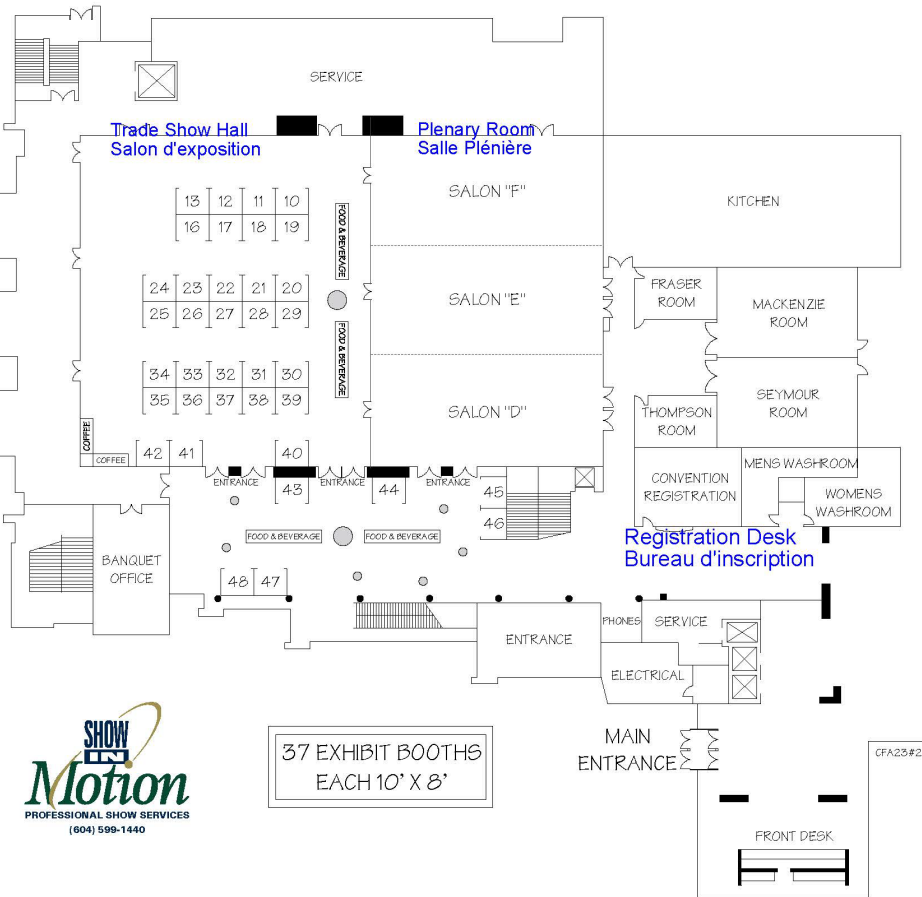 SERVICE
Trade Show Hall
Salon d'exposition
Plenary Room
Salle Plénière
13 12 11 10
16 17 18 19
FOOD & BEVERAGE
SALON "F"
KITCHEN
24 23 22 21 20
25 26 27 28 29
SALON "E"
FRASER
ROOM
MACKENZIE
ROOM
FOOD & BEVERAGE
34 33 32 31 30
35 36 37 38 39
SALON "D"
THOMPSON
ROOM
SEYMOUR
ROOM
COFFEE
COFFEE
42 41 40
ENTRANCE
ENTRANCE
ENTRANCE
43
44
45
46
CONVENTION
REGISTRATION
MENS WASHROOM
WOMENS
WASHROOM
FOOD & BEVERAGE
FOOD & BEVERAGE
Registration Desk
Bureau d'inscription
BANQUET
OFFICE
48 47
ENTRANCE
PHONES
SERVICE
ELECTRICAL
MAIN
ENTRANCE
SHOW
IN
Motion
PROFESSIONAL SHOW SERVICES
(604) 599-1440
37 EXHIBIT BOOTHS
EACH 10' X 8'
CFA23#2
FRONT DESK